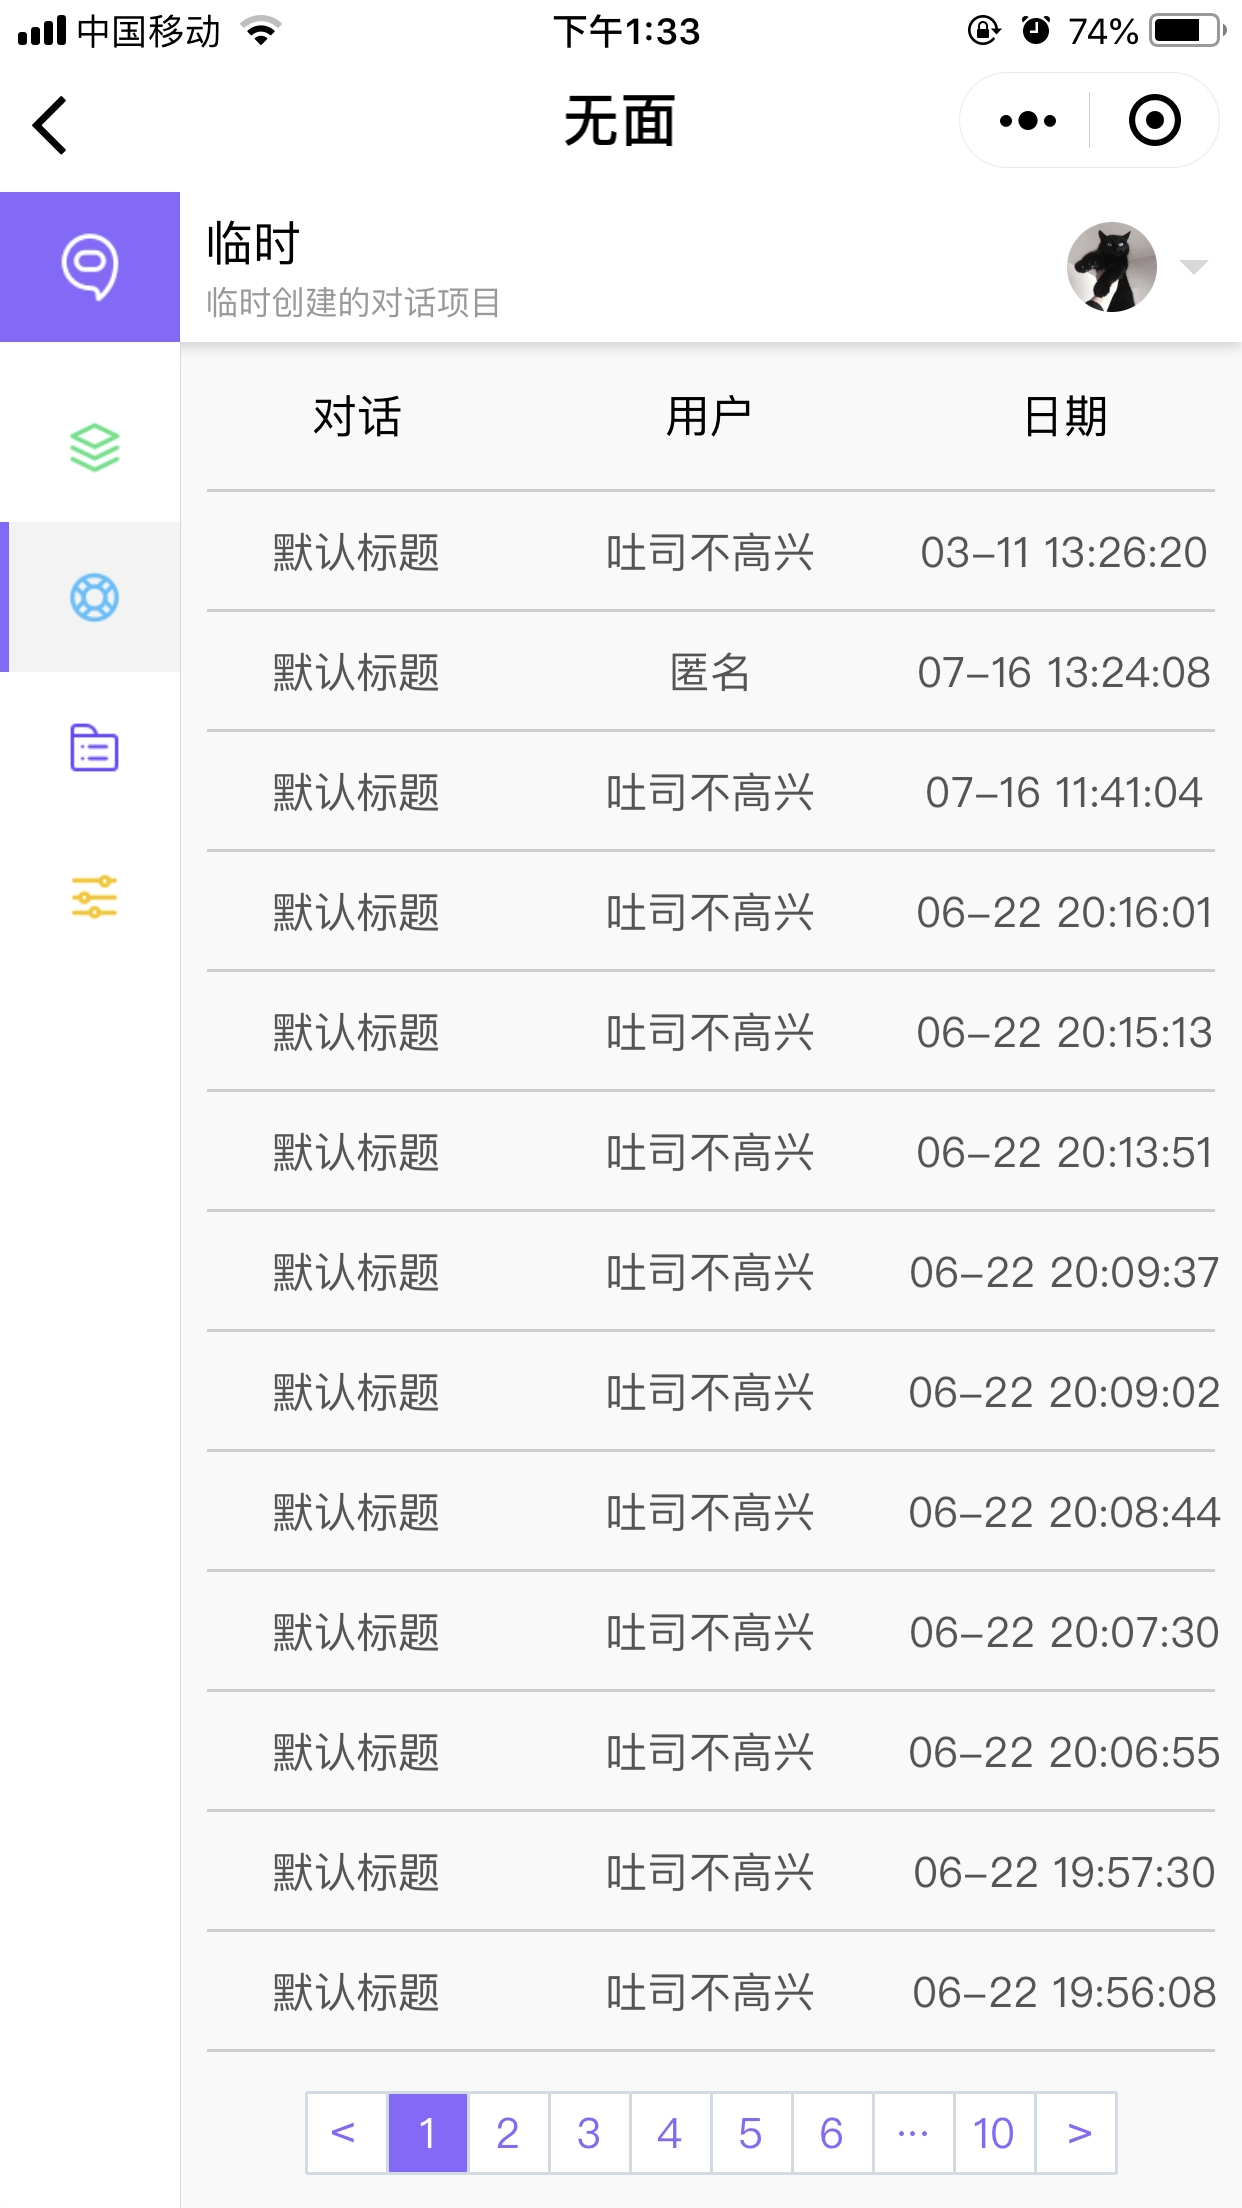 中国移动 下午1:33 74%
无面
临时
临时创建的对话项目
对话 用户 日期
默认标题 吐司不高兴 03-11 13:26:20
默认标题 匿名 07-16 13:24:08
默认标题 吐司不高兴 07-16 11:41:04
默认标题 吐司不高兴 06-22 20:16:01
默认标题 吐司不高兴 06-22 20:15:13
默认标题 吐司不高兴 06-22 20:13:51
默认标题 吐司不高兴 06-22 20:09:37
默认标题 吐司不高兴 06-22 20:09:02
默认标题 吐司不高兴 06-22 20:08:44
默认标题 吐司不高兴 06-22 20:07:30
默认标题 吐司不高兴 06-22 20:06:55
默认标题 吐司不高兴 06-22 19:57:30
默认标题 吐司不高兴 06-22 19:56:08
< 1 2 3 4 5 6 ... 10 >